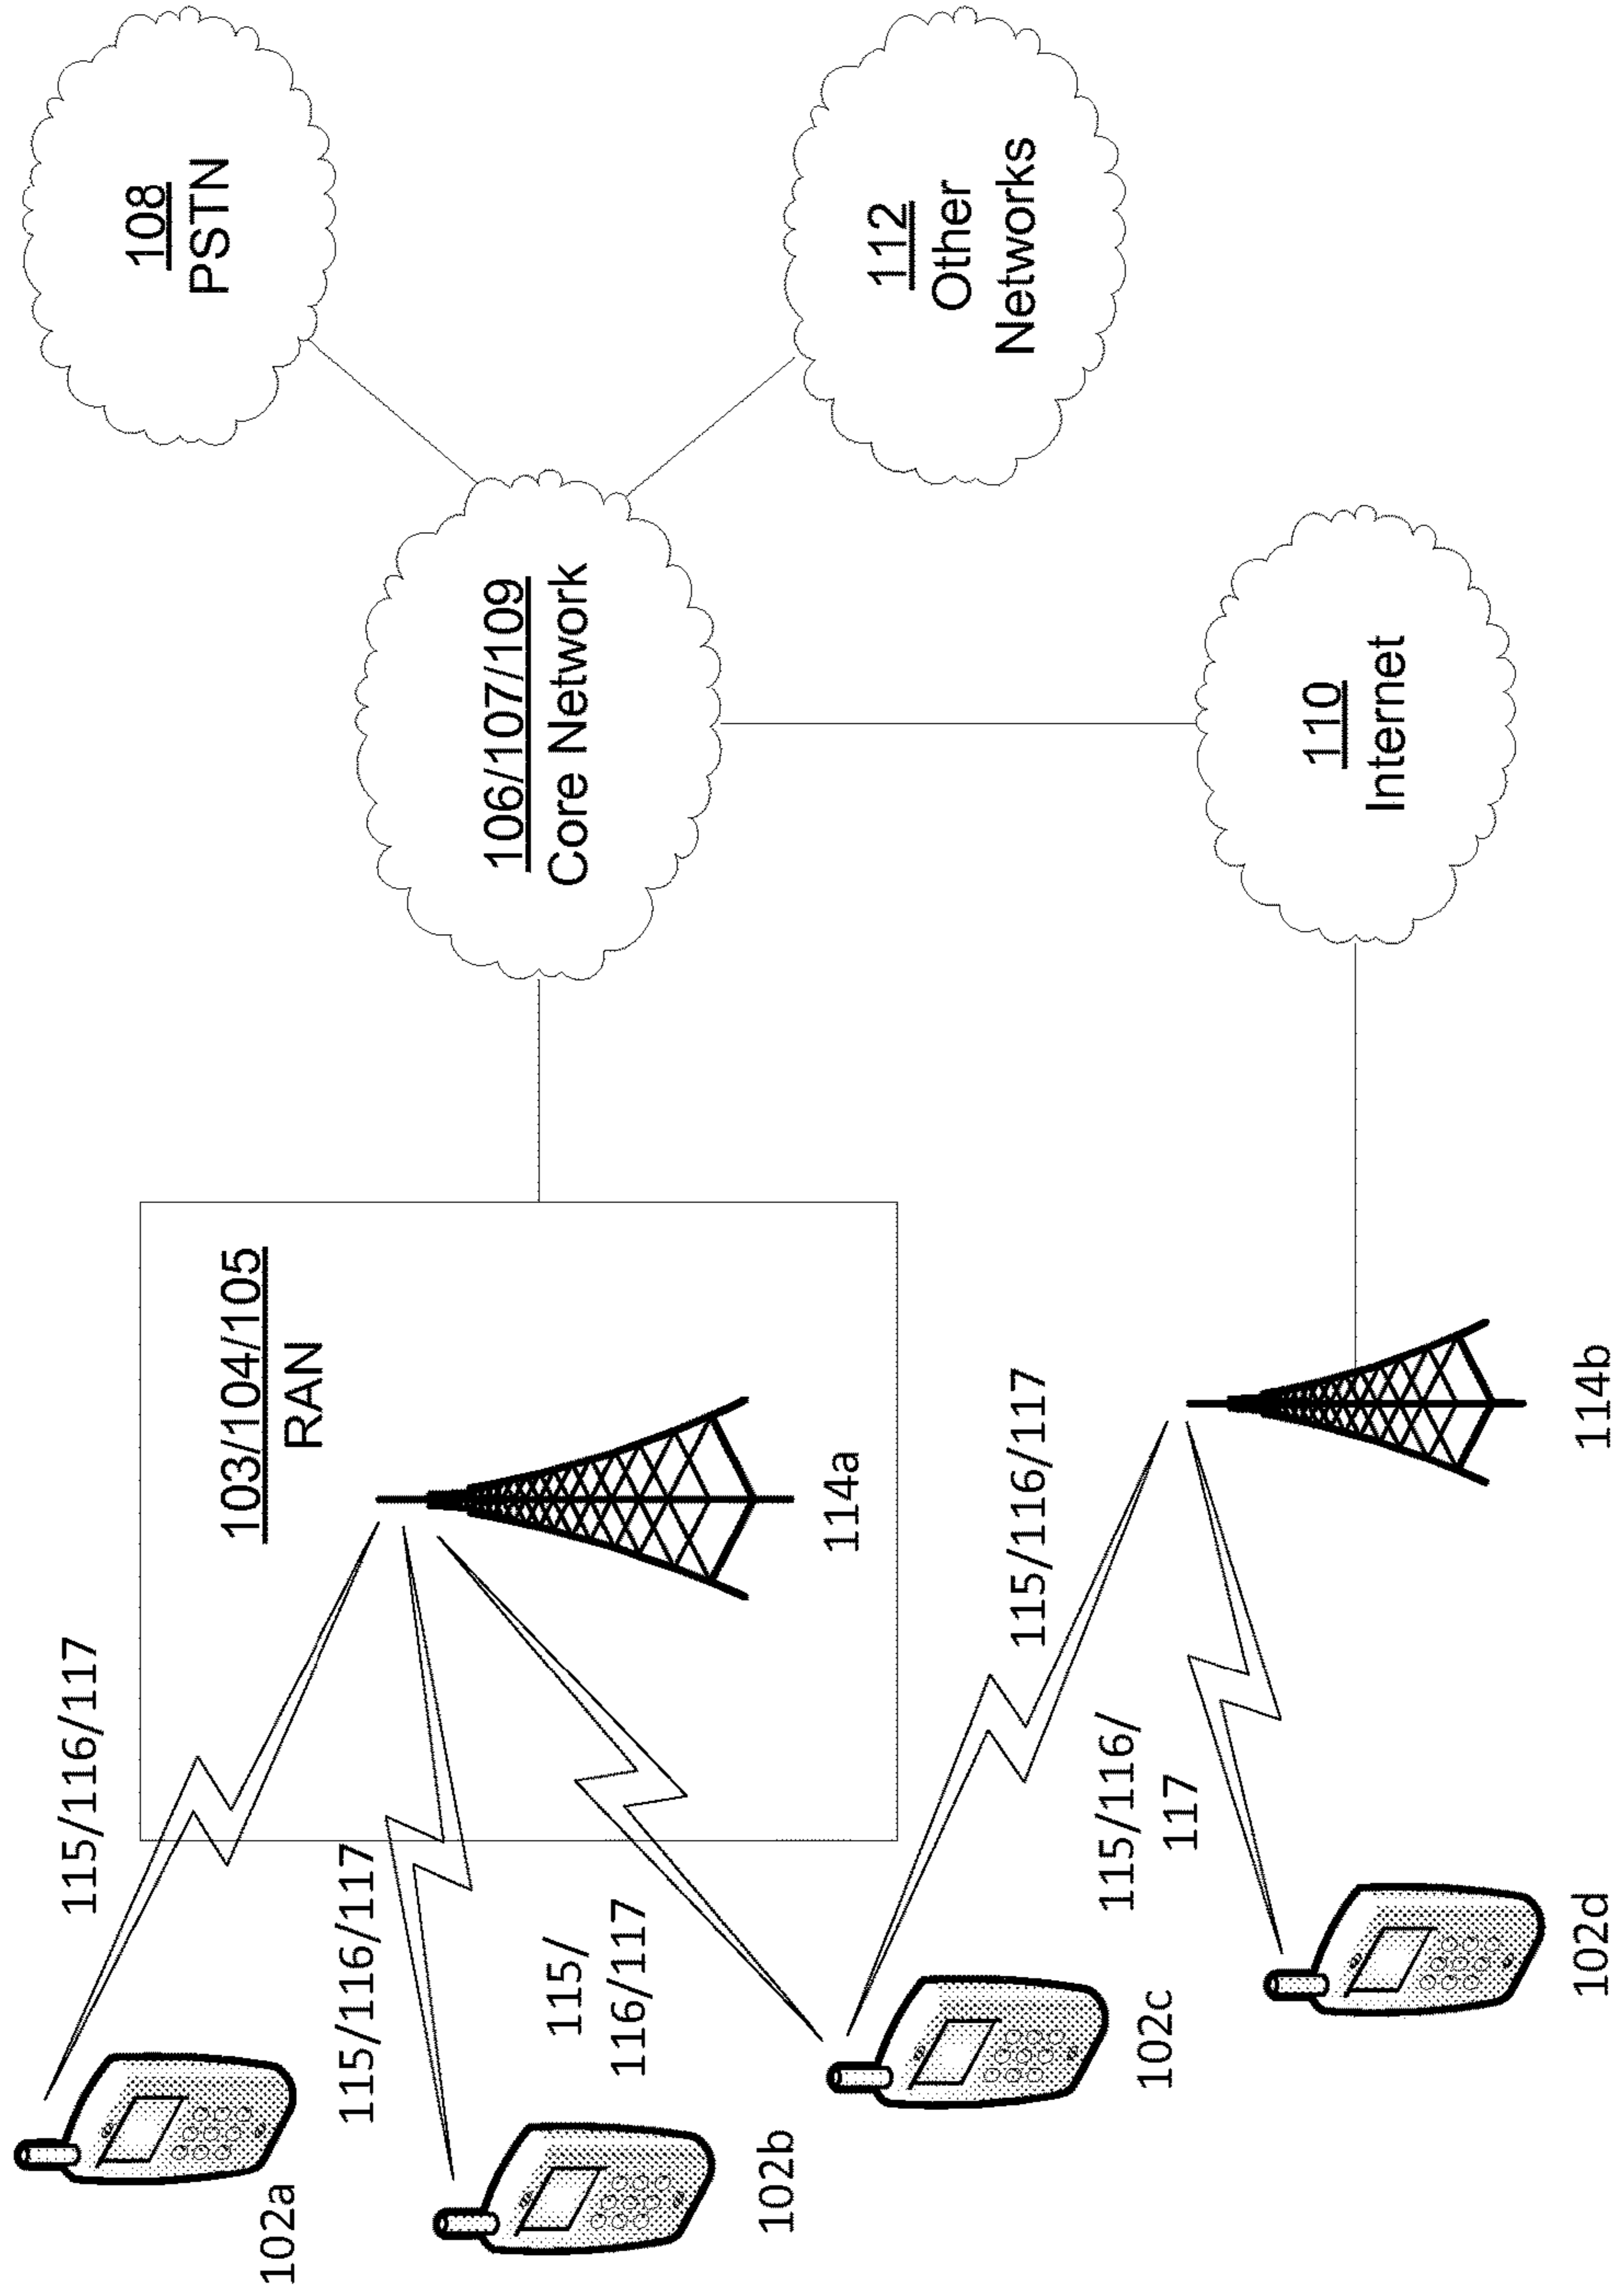 115/116/117
103/104/105
RAN
108
PSTN
102a
115/116/117
106/107/109
Core Network
115/
116/117
114a
112
Other
Networks
102b
115/116/117
102c
115/116/
117
110
Internet
102d
114b